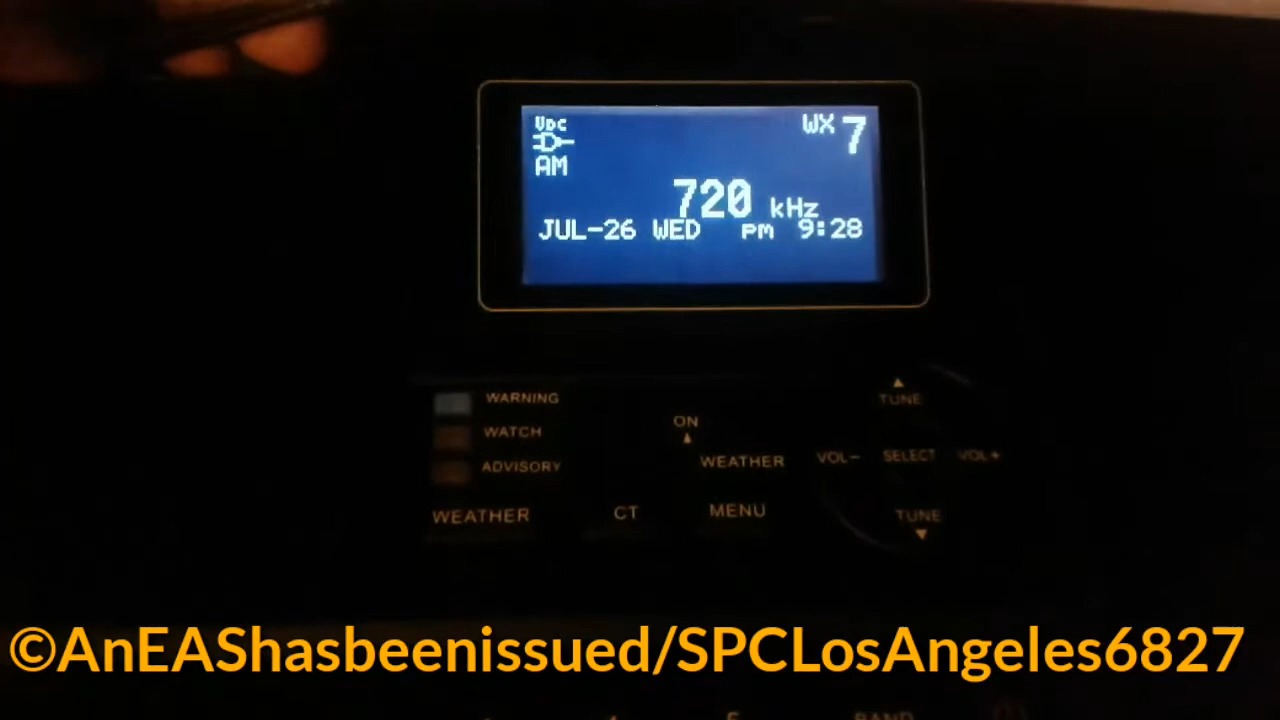 VDC
WX 7
AM
720 kHz
JUL-26 WED pm 9:28
WARNING
WATCH
ADVISORY
ON
▲
WEATHER
▲
TUNE
VOL- SELECT VOL+
TUNE
▼
WEATHER CT MENU
©AnEAShasbeenissued/SPCLosAngeles6827
BAND